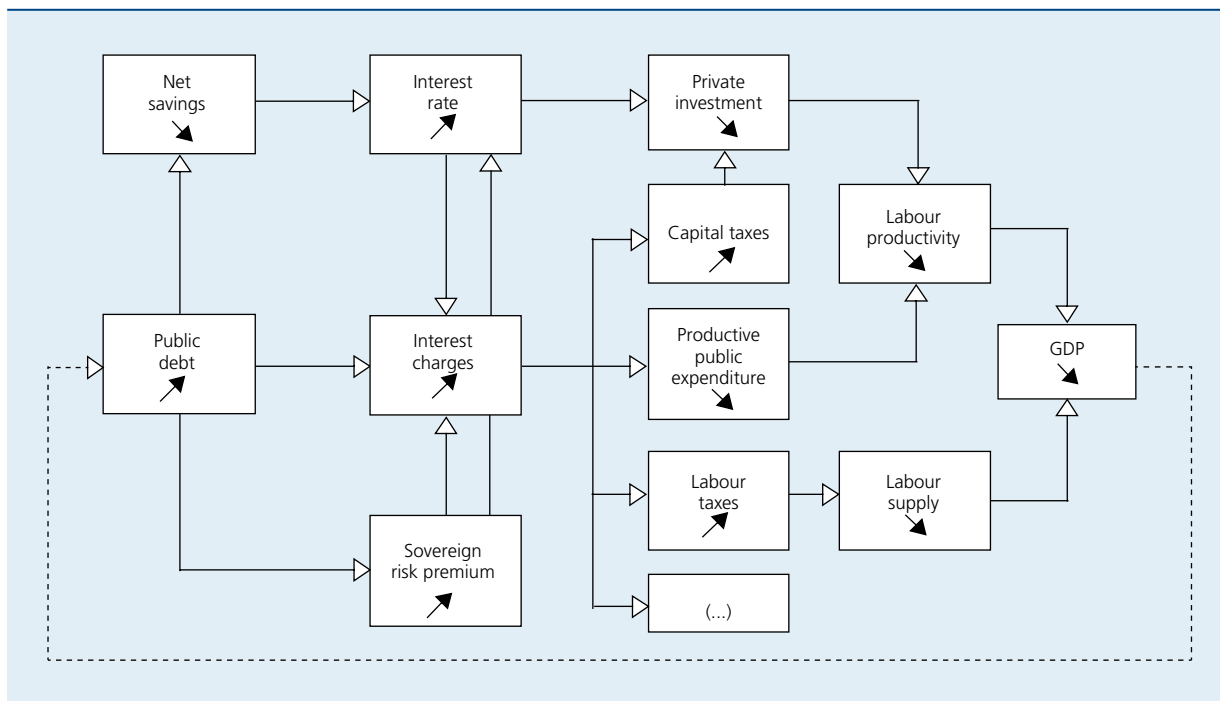 Net
savings
Interest
rate
Private
investment
Capital taxes
Labour
productivity
Public
debt
Interest
charges
Productive
public
expenditure
GDP
Labour
taxes
Labour
supply
Sovereign
risk premium
(...)